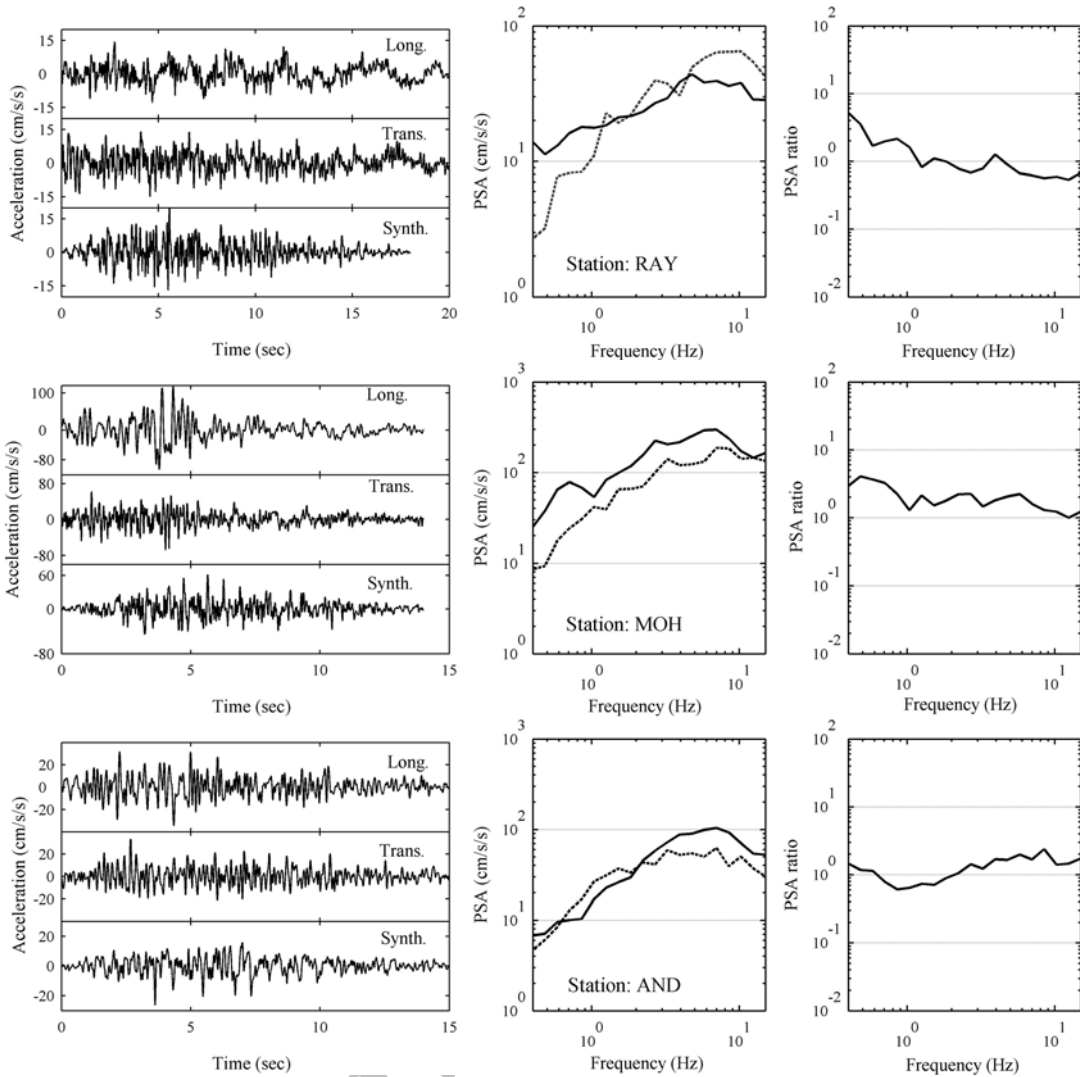 Acceleration (cm/s/s)
15
0
-15
Long.
15
0
-15
Trans.
15
0
-15
Synth.
0 5 10 15 20
Time (sec)
PSA (cm/s/s)
10 2
10 1
10 0
Station: RAY
10 0
10 1
Frequency (Hz)
PSA ratio
10 2
10 1
10 0
10 -1
10 -2
10 0
10 1
Frequency (Hz)
Acceleration (cm/s/s)
100
0
-80
Long.
80
0
-80
Trans.
60
0
-80
Synth.
0 5 10 15
Time (sec)
PSA (cm/s/s)
10 3
10 2
10 1
10 0
Station: MOH
10 0
10 1
Frequency (Hz)
PSA ratio
10 2
10 1
10 0
10 -1
10 -2
10 0
10 1
Frequency (Hz)
Acceleration (cm/s/s)
20
0
-20
Long.
20
0
-20
Trans.
20
0
-20
Synth.
0 5 10 15
Time (sec)
PSA (cm/s/s)
10 3
10 2
10 1
10 0
Station: AND
10 0
10 1
Frequency (Hz)
PSA ratio
10 2
10 1
10 0
10 -1
10 -2
10 0
10 1
Frequency (Hz)